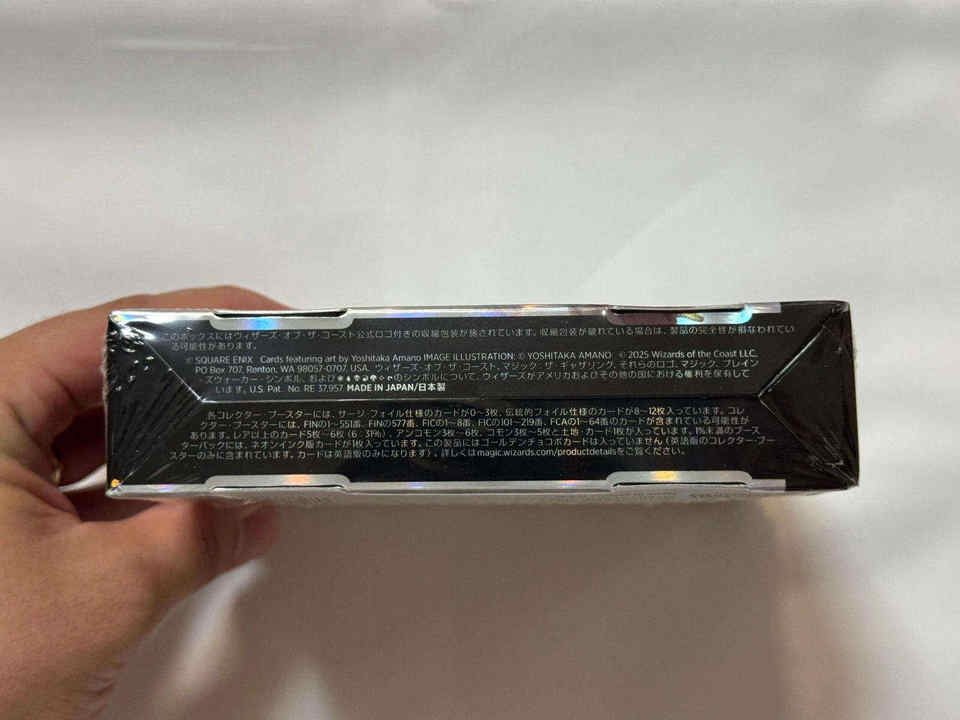 このボックスにはウィザーズ・オブ・ザ・コースト公式ロゴ付きの収縮包装が施されています。収縮包装が破れている場合は、製品の完全性が損なわれてい
る可能性があります。
© SQUARE ENIX Cards featuring art by Yoshitaka Amano IMAGE ILLUSTRATION: © YOSHITAKA AMANO ©2025 Wizards of the Coast LLC,
PO Box 707, Renton, WA 98057-0707, USA. ウィザーズ・オブ・ザ・コースト、マジック：ザ・ギャザリング、それらのロゴ、マジック、プレイン
ズウォーカー・シンボル、および のシンボルについて、ウィザーズがアメリカおよびその他の国における権利を保有して
います。U.S. Pat. No. RE 37,957. MADE IN JAPAN/日本製
各コレクター・ブースターには、サージ・フォイル仕様のカードが0〜3枚、伝統的フォイル仕様のカードが8〜12枚入っています。コレ
クター・ブースターには、FINの1〜551番、FINの577番、FICの1〜8番、FICの101〜219番、FCAの1〜64番のカードが含まれている可能性が
あります。レア以上のカード5枚〜6枚（6：31%）、アンコモン3枚〜6枚、コモン3枚〜5枚と土地・カード1枚が入っています。1%未満のブース
ターパックには、ネオンインク版カードが1枚入っています。この製品にはゴールデンチョコボカードは入っていません（英語版のコレクター・ブー
スターのみに含まれています。カードは英語版のみになります）。詳しくはmagic.wizards.com/productdetailsをご覧ください。